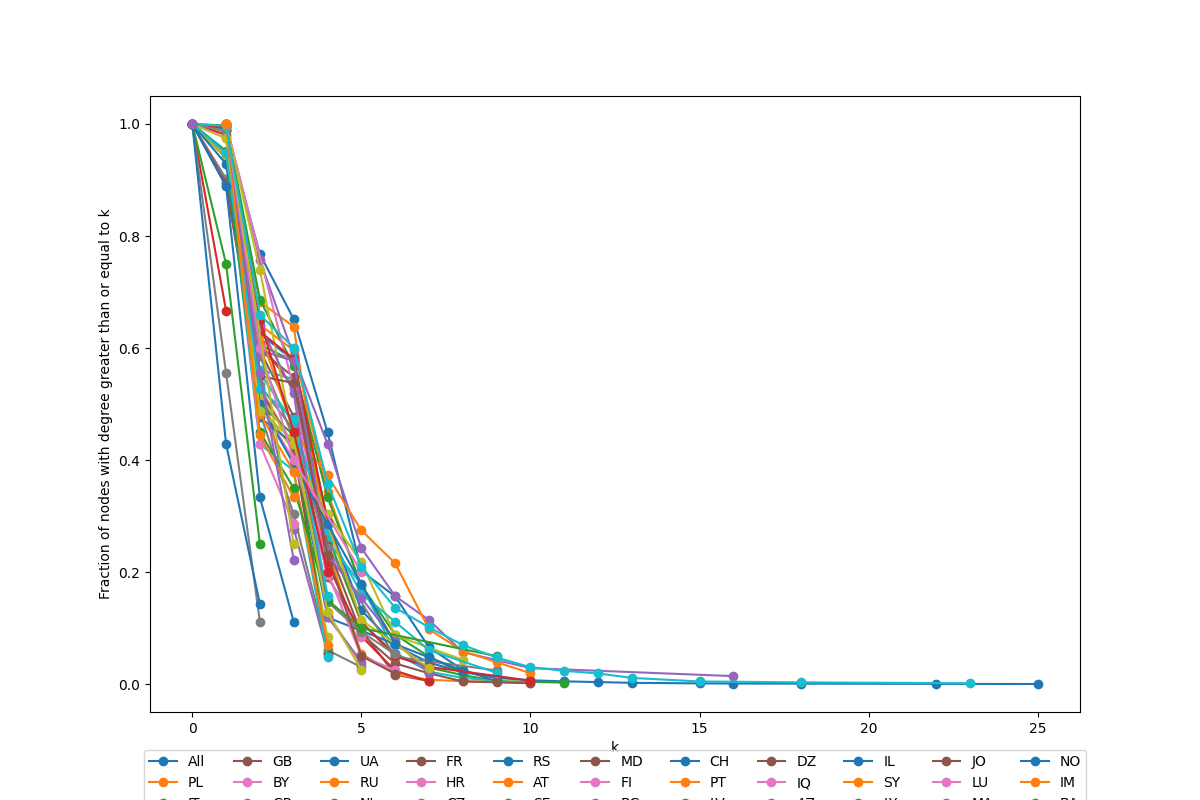 1.0
0.8
0.6
0.4
0.2
0.0
Fraction of nodes with degree greater than or equal to k
0 5 10 15 20 25
k
All GB UA FR RS MD CH DZ IL JO NO
PL BY RU HR AT FI PT IQ SY LU IM